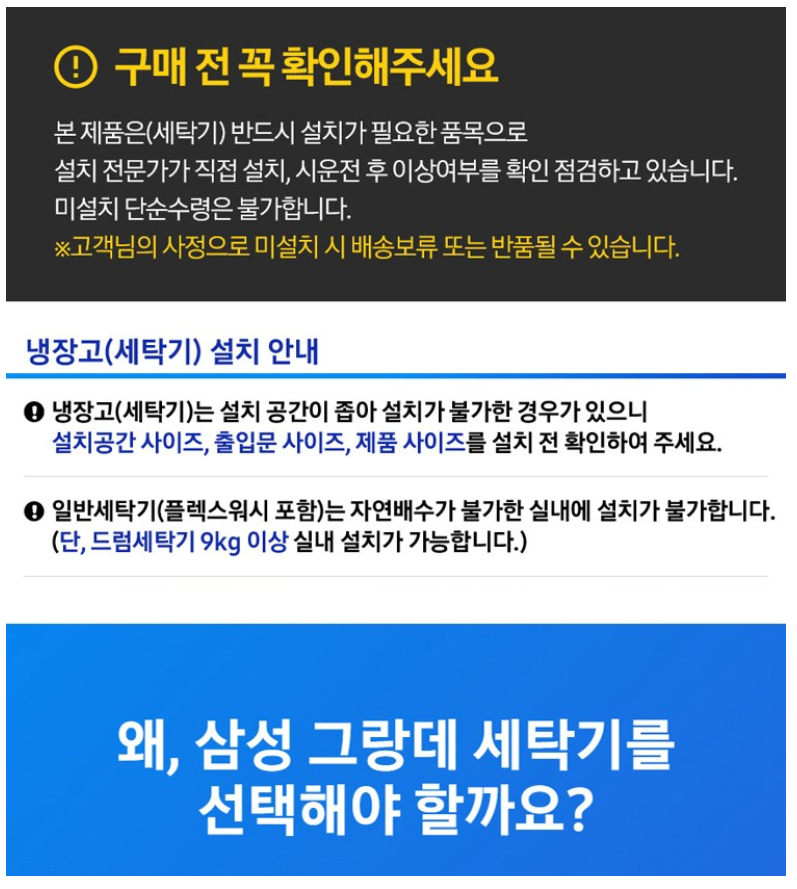 구매 전 꼭 확인해주세요
본 제품은(세탁기) 반드시 설치가 필요한 품목으로
설치 전문가가 직접 설치, 시운전 후 이상여부를 확인 점검하고 있습니다.
미설치 단순수령은 불가합니다.
※고객님의 사정으로 미설치 시 배송보류 또는 반품될 수 있습니다.
냉장고(세탁기) 설치 안내
냉장고(세탁기)는 설치 공간이 좁아 설치가 불가한 경우가 있으니
설치공간 사이즈, 출입문 사이즈, 제품 사이즈를 설치 전 확인하여 주세요.
일반세탁기(플렉스워시 포함)는 자연배수가 불가한 실내에 설치가 불가합니다.
(단, 드럼세탁기 9kg 이상 실내 설치가 가능합니다.)
왜, 삼성 그랑데 세탁기를
선택해야 할까요?